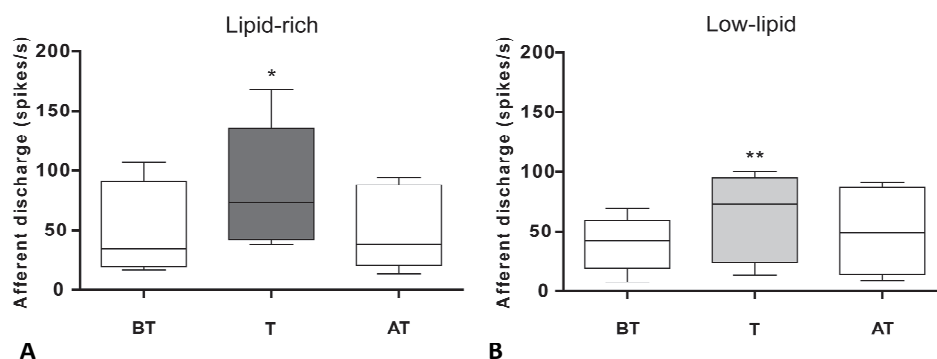 Lipid-rich
Afferent discharge (spikes/s)
200
150
100
50
0
*
BT T AT
A
Low-lipid
Afferent discharge (spikes/s)
200
150
100
50
0
**
BT T AT
B